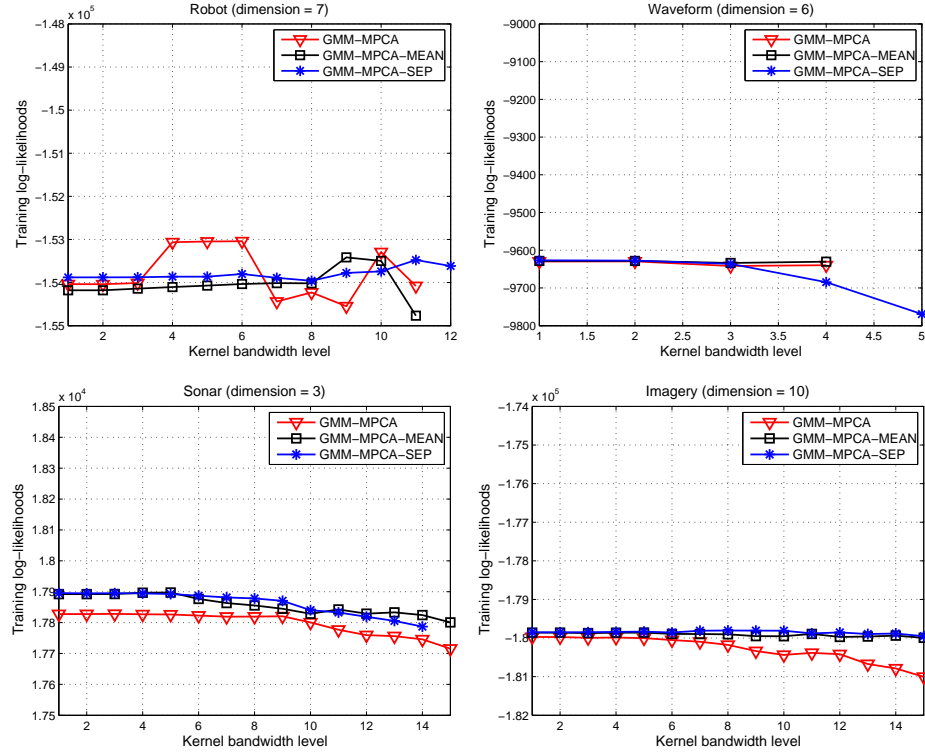 Robot (dimension = 7)
x 10^5
−1.48
−1.49
−1.5
−1.51
−1.52
−1.53
−1.54
−1.55
2
4
6
8
10
12
Kernel bandwidth level
Training log−likelihoods
GMM−MPCA
GMM−MPCA−MEAN
GMM−MPCA−SEP
Waveform (dimension = 6)
−9000
−9100
−9200
−9300
−9400
−9500
−9600
−9700
−9800
1
1.5
2
2.5
3
3.5
4
4.5
5
Kernel bandwidth level
Training log−likelihoods
GMM−MPCA
GMM−MPCA−MEAN
GMM−MPCA−SEP
Sonar (dimension = 3)
x 10^4
1.85
1.84
1.83
1.82
1.81
1.8
1.79
1.78
1.77
1.76
1.75
2
4
6
8
10
12
14
Kernel bandwidth level
Training log−likelihoods
GMM−MPCA
GMM−MPCA−MEAN
GMM−MPCA−SEP
Imagery (dimension = 10)
x 10^5
−1.74
−1.75
−1.76
−1.77
−1.78
−1.79
−1.8
−1.81
−1.82
2
4
6
8
10
12
14
Kernel bandwidth level
Training log−likelihoods
GMM−MPCA
GMM−MPCA−MEAN
GMM−MPCA−SEP